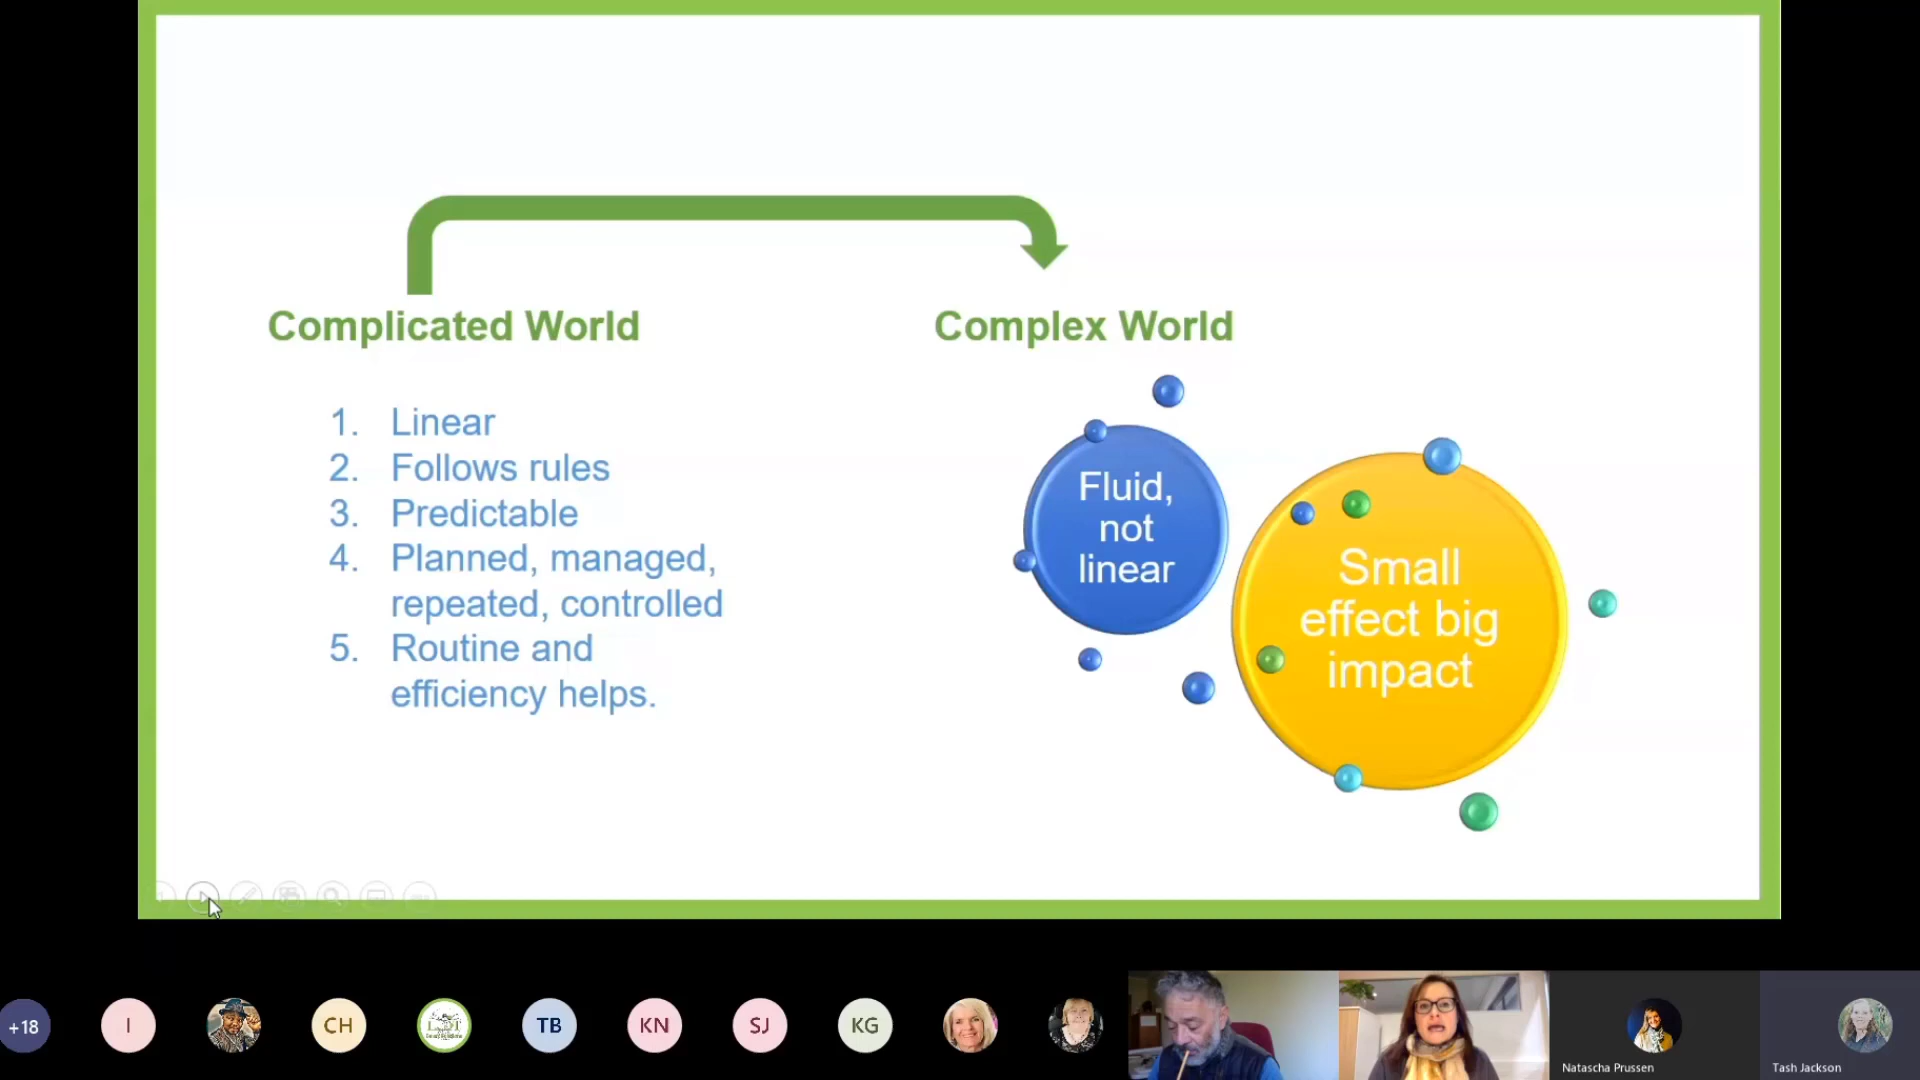 Complicated World
1. Linear
2. Follows rules
3. Predictable
4. Planned, managed,
repeated, controlled
5. Routine and
efficiency helps.
Complex World
Fluid,
not
linear
Small
effect big
impact
+18
I
CH
TB
KN
SJ
KG
Natascha Prussen
Tash Jackson